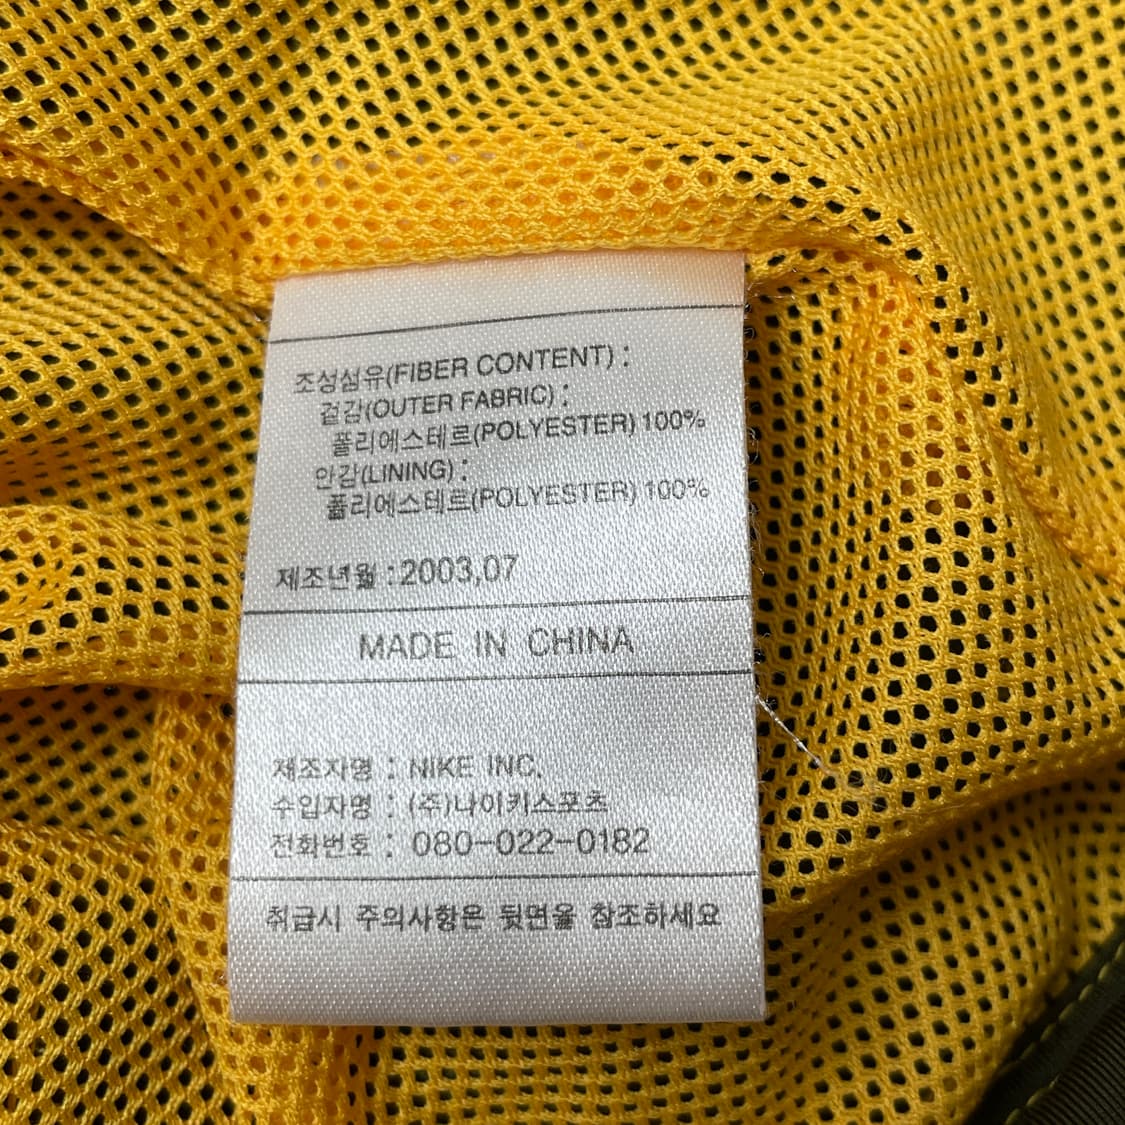 조성섬유(FIBER CONTENT) :
겉감(OUTER FABRIC) :
폴리에스테르(POLYESTER) 100%
안감(LINING) :
폴리에스테르(POLYESTER) 100%
제조년월 : 2003,07
MADE IN CHINA
제조자명 : NIKE INC.
수입자명 : (주)나이키스포츠
전화번호 : 080-022-0182
취급시 주의사항은 뒷면을 참조하세요